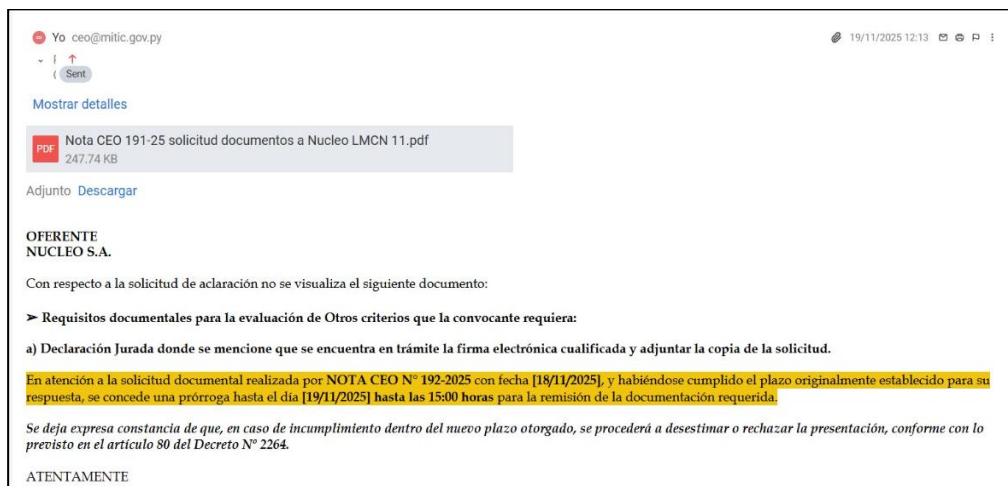 Yo ceo@mitic.gov.py
19/11/2025 12:13
Sent
Mostrar detalles
PDF
Nota CEO 191-25 solicitud documentos a Nucleo LMCN 11.pdf
247.74 KB
Adjunto Descargar
OFERENTE
NUCLEO S.A.
Con respecto a la solicitud de aclaración no se visualiza el siguiente documento:
➤ Requisitos documentales para la evaluación de Otros criterios que la convocante requiera:
a) Declaración Jurada donde se mencione que se encuentra en trámite la firma electrónica cualificada y adjuntar la copia de la solicitud.
En atención a la solicitud documental realizada por NOTA CEO N° 192-2025 con fecha [18/11/2025], y habiéndose cumplido el plazo originalmente establecido para su
respuesta, se concede una prórroga hasta el día [19/11/2025] hasta las 15:00 horas para la remisión de la documentación requerida.
Se deja expresa constancia de que, en caso de incumplimiento dentro del nuevo plazo otorgado, se procederá a desestimar o rechazar la presentación, conforme con lo
previsto en el artículo 80 del Decreto N° 2264.
ATENTAMENTE